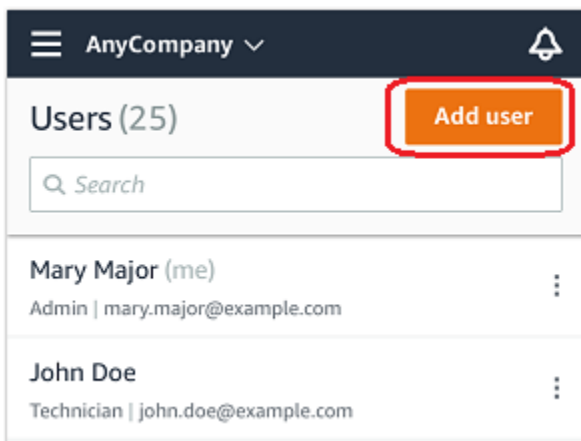 AnyCompany
Users (25)
Add user
Search
Mary Major (me)
Admin | mary.major@example.com
John Doe
Technician | john.doe@example.com